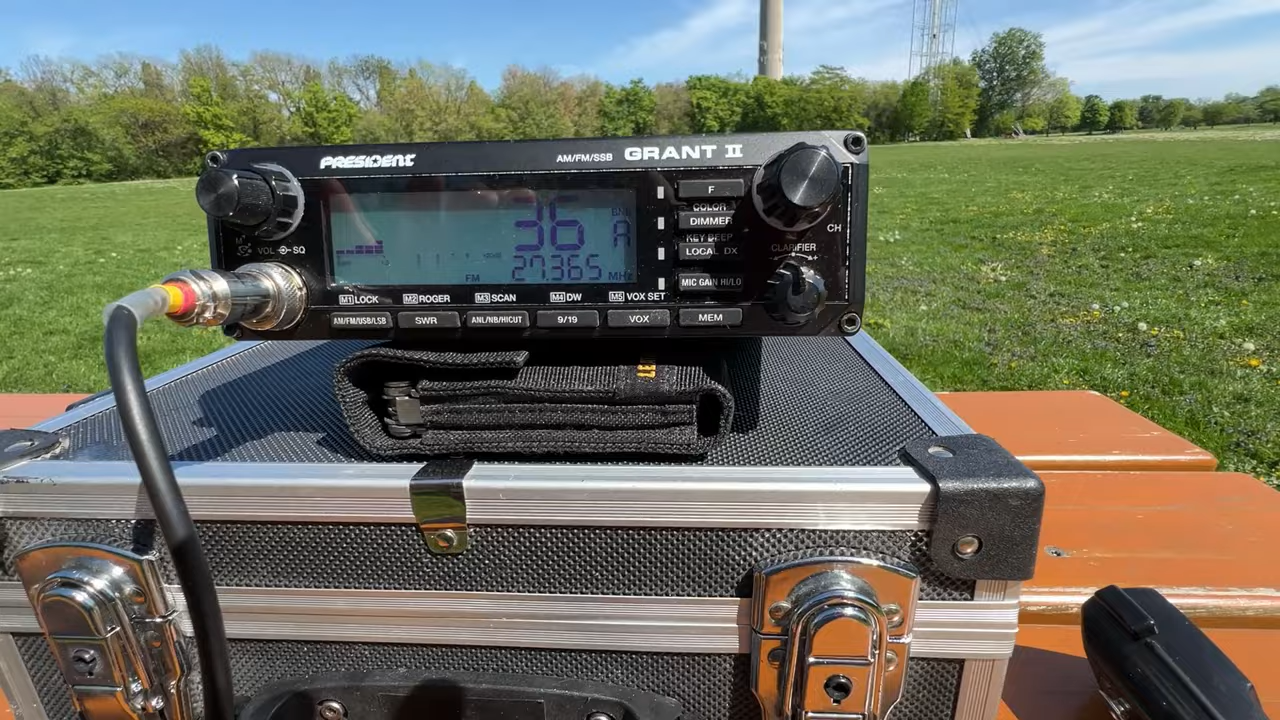 PRESIDENT
AM/FM/SSB GRANT II
F
COLOR
DIMMER
KEY BEEP
LOCAL DX
MIC GAIN HI/LO
CH
CLARIFIER
VOL SQ
36
A
FM 27.365 MHz
M1 LOCK M2 ROGER M3 SCAN M4 DW M5 VOX SET
AM/FM/USB/LSB SWR ANL/NB/HICUT 9/19 VOX MEM